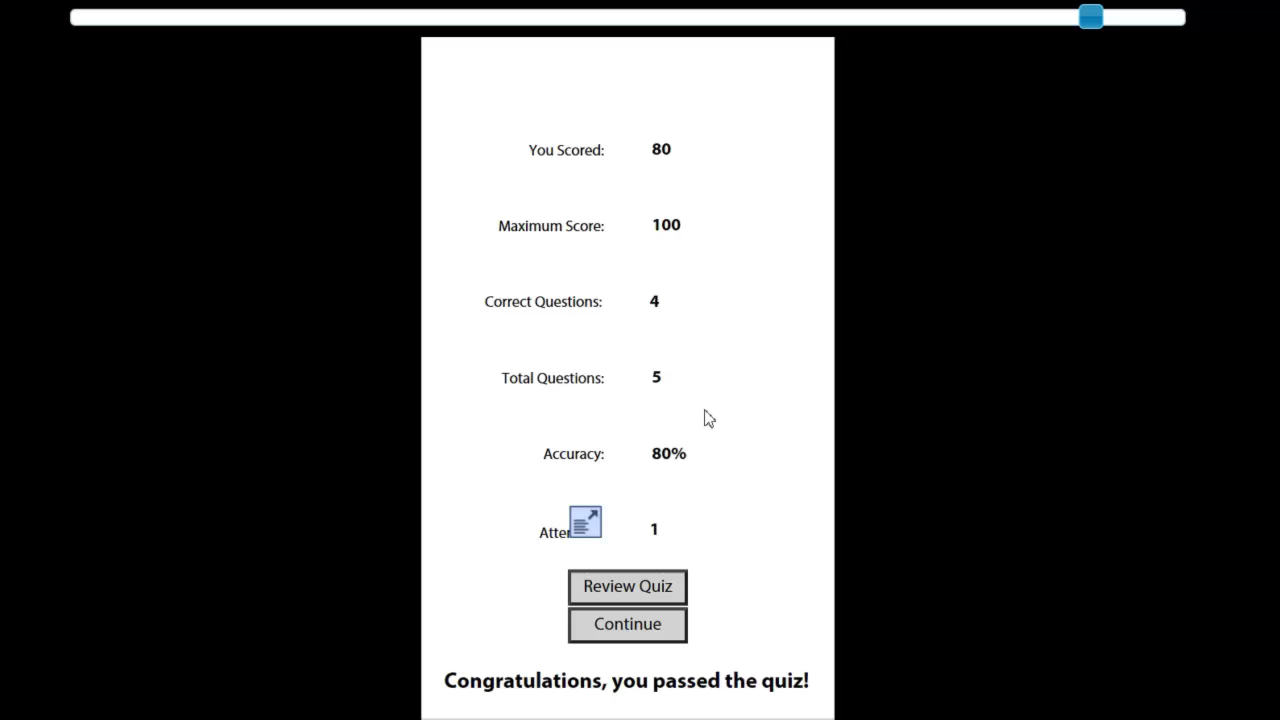 You Scored: 80
Maximum Score: 100
Correct Questions: 4
Total Questions: 5
Accuracy: 80%
1
Review Quiz
Continue
Congratulations, you passed the quiz!